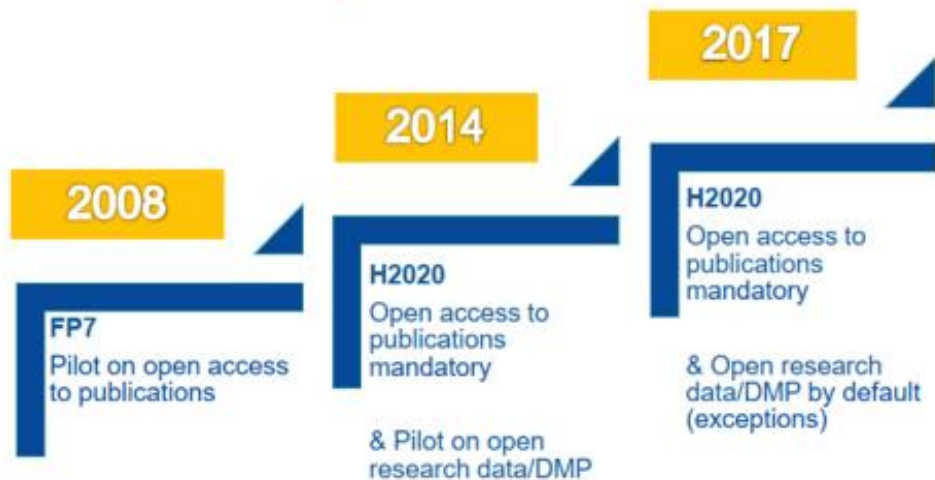 2008
FP7
Pilot on open access
to publications
2014
H2020
Open access to
publications
mandatory
& Pilot on open
research data/DMP
2017
H2020
Open access to
publications
mandatory
& Open research
data/DMP by default
(exceptions)